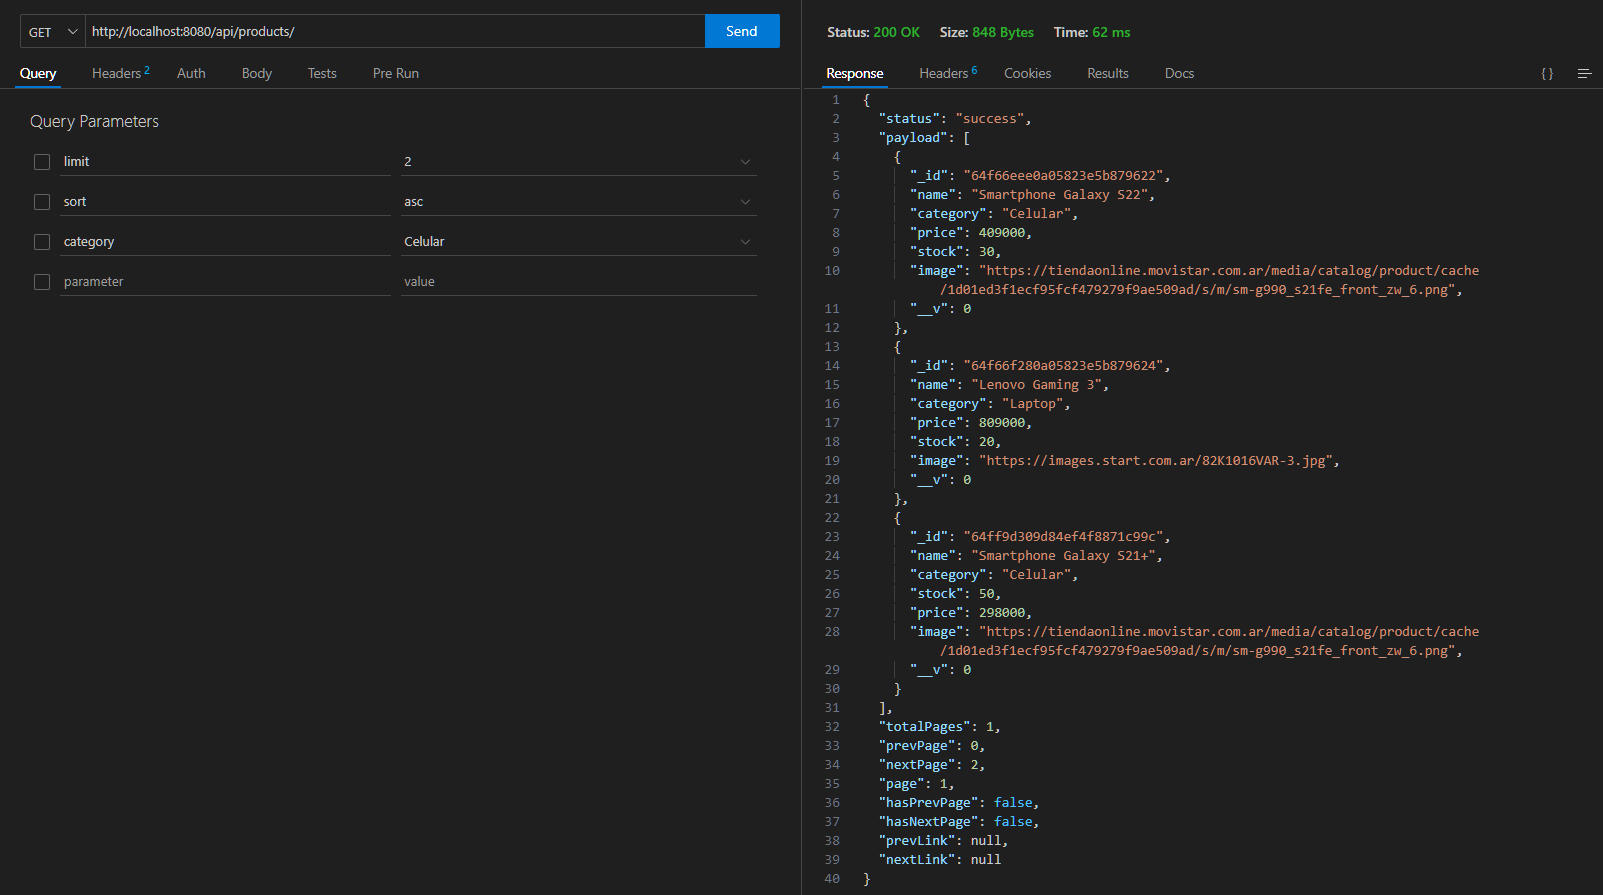 GET
http://localhost:8080/api/products/
Send
Query
Headers 2
Auth
Body
Tests
Pre Run
Query Parameters
limit
2
sort
asc
category
Celular
parameter
value
Status: 200 OK
Size: 848 Bytes
Time: 62 ms
Response
Headers 6
Cookies
Results
Docs
{ }
1 {
2 "status": "success",
3 "payload": [
4 {
5 "_id": "64f66eee0a05823e5b879622",
6 "name": "Smartphone Galaxy S22",
7 "category": "Celular",
8 "price": 409000,
9 "stock": 30,
10 "image": "https://tiendaonline.movistar.com.ar/media/catalog/product/cache
/1d01ed3f1ecf95fcf479279f9ae509ad/s/m/sm-g990_s21fe_front_zw_6.png",
11 "__v": 0
12 },
13 {
14 "_id": "64f66f280a05823e5b879624",
15 "name": "Lenovo Gaming 3",
16 "category": "Laptop",
17 "price": 809000,
18 "stock": 20,
19 "image": "https://images.start.com.ar/82K1016VAR-3.jpg",
20 "__v": 0
21 },
22 {
23 "_id": "64ff9d309d84ef4f8871c99c",
24 "name": "Smartphone Galaxy S21+",
25 "category": "Celular",
26 "stock": 50,
27 "price": 298000,
28 "image": "https://tiendaonline.movistar.com.ar/media/catalog/product/cache
/1d01ed3f1ecf95fcf479279f9ae509ad/s/m/sm-g990_s21fe_front_zw_6.png",
29 "__v": 0
30 }
31 ],
32 "totalPages": 1,
33 "prevPage": 0,
34 "nextPage": 2,
35 "page": 1,
36 "hasPrevPage": false,
37 "hasNextPage": false,
38 "prevLink": null,
39 "nextLink": null
40 }